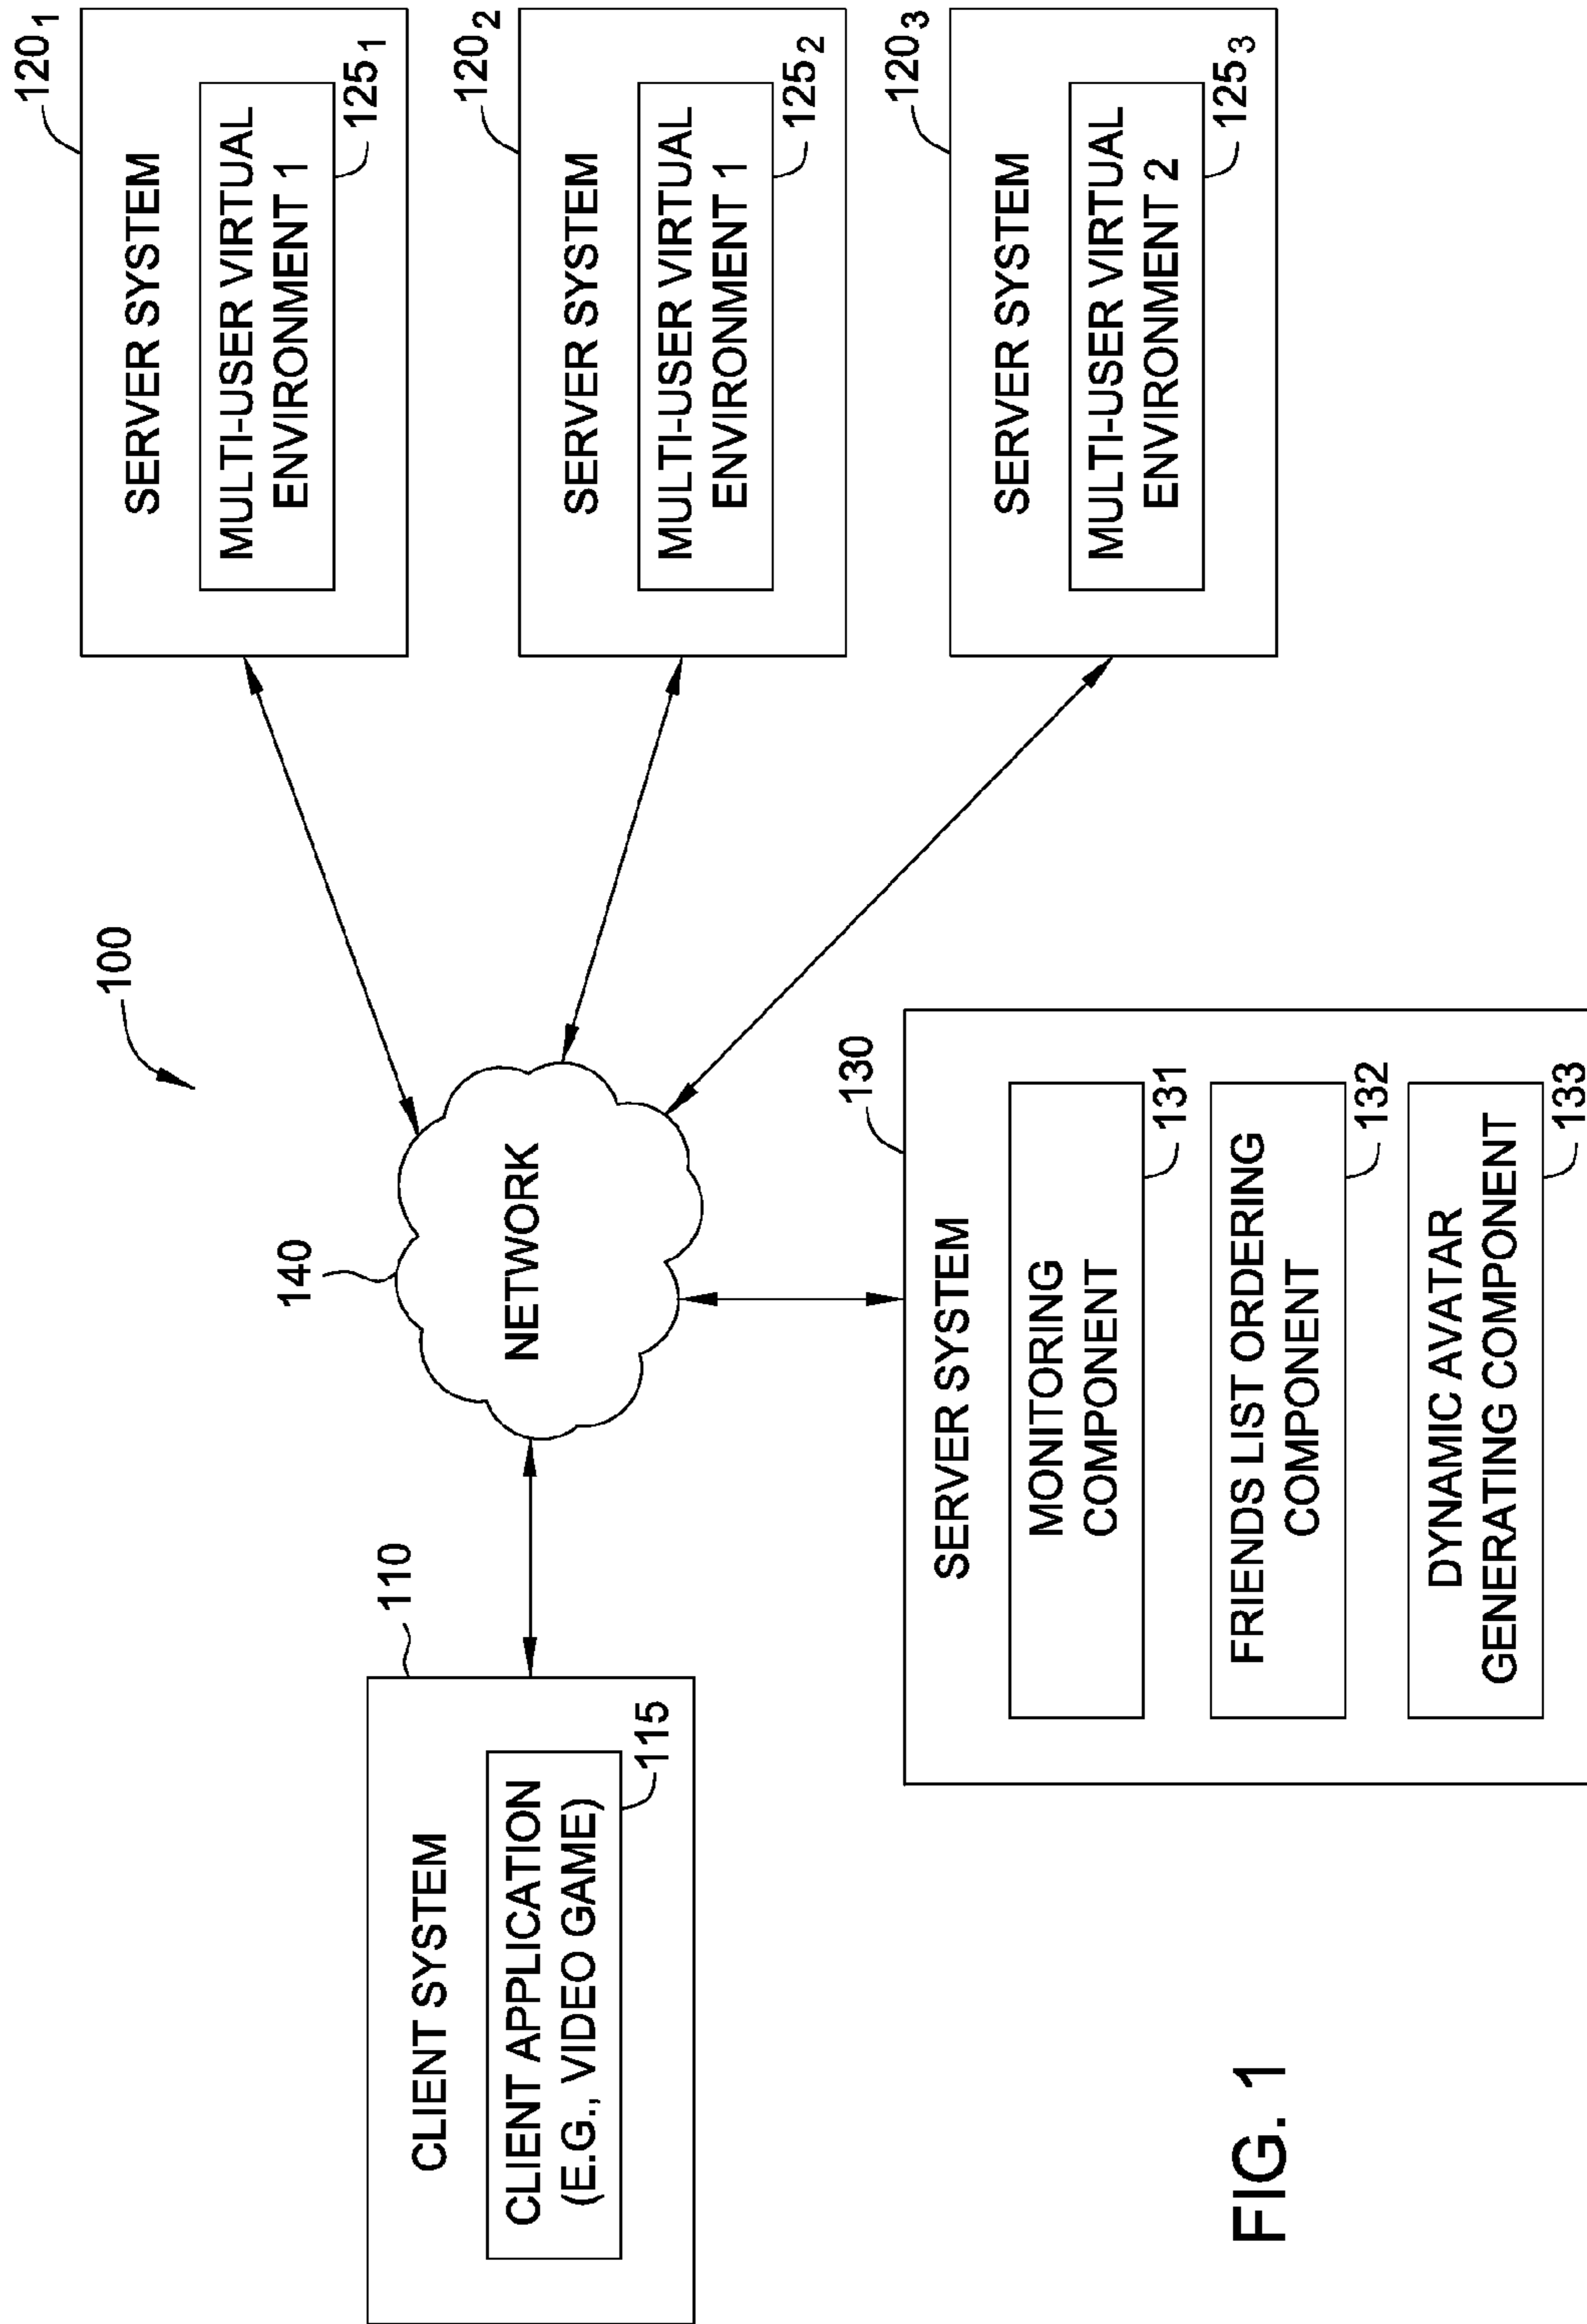 100
110
CLIENT SYSTEM
CLIENT APPLICATION
(E.G., VIDEO GAME)
115
140
NETWORK
120₁
SERVER SYSTEM
MULTI-USER VIRTUAL
ENVIRONMENT 1
125₁
120₂
SERVER SYSTEM
MULTI-USER VIRTUAL
ENVIRONMENT 1
125₂
120₃
SERVER SYSTEM
MULTI-USER VIRTUAL
ENVIRONMENT 2
125₃
130
SERVER SYSTEM
MONITORING
COMPONENT
131
FRIENDS LIST ORDERING
COMPONENT
132
DYNAMIC AVATAR
GENERATING COMPONENT
133
FIG. 1